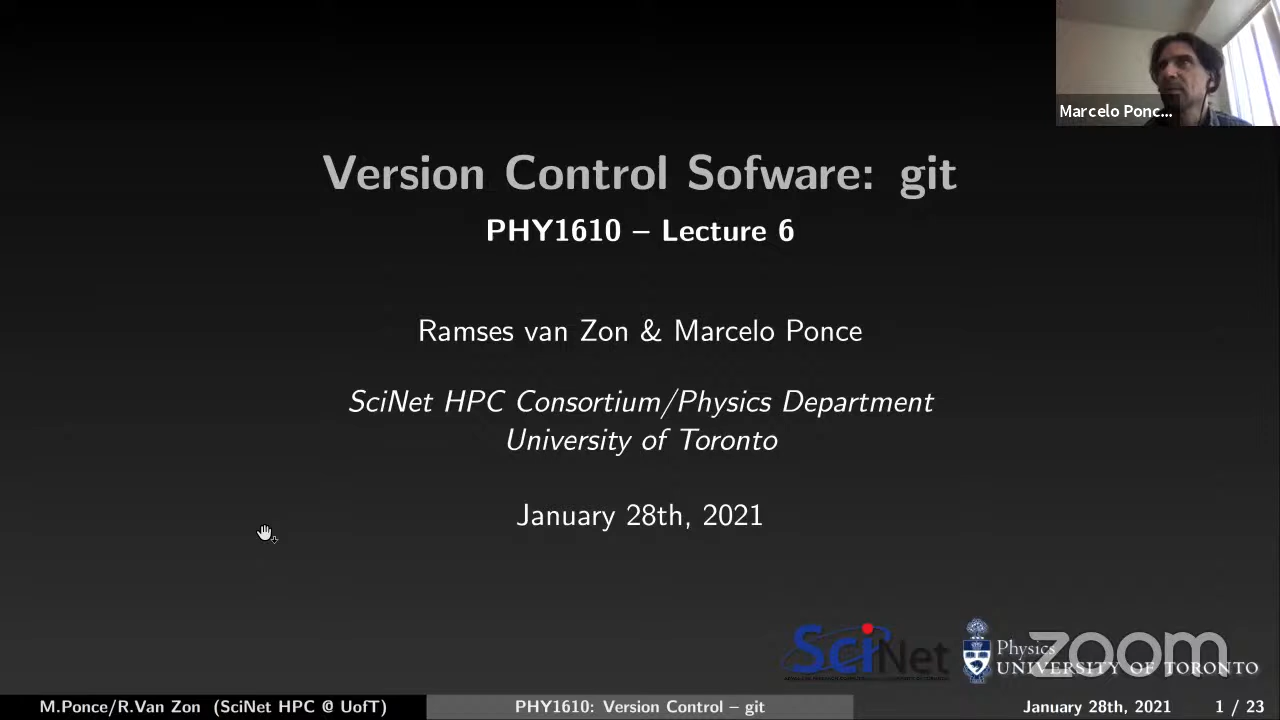 Marcelo Ponc...
Version Control Sofware: git
PHY1610 – Lecture 6
Ramses van Zon & Marcelo Ponce
SciNet HPC Consortium/Physics Department
University of Toronto
January 28th, 2021
SciNet
Physics
UNIVERSITY OF TORONTO
zoom
M.Ponce/R.Van Zon (SciNet HPC @ UofT)
PHY1610: Version Control – git
January 28th, 2021
1 / 23